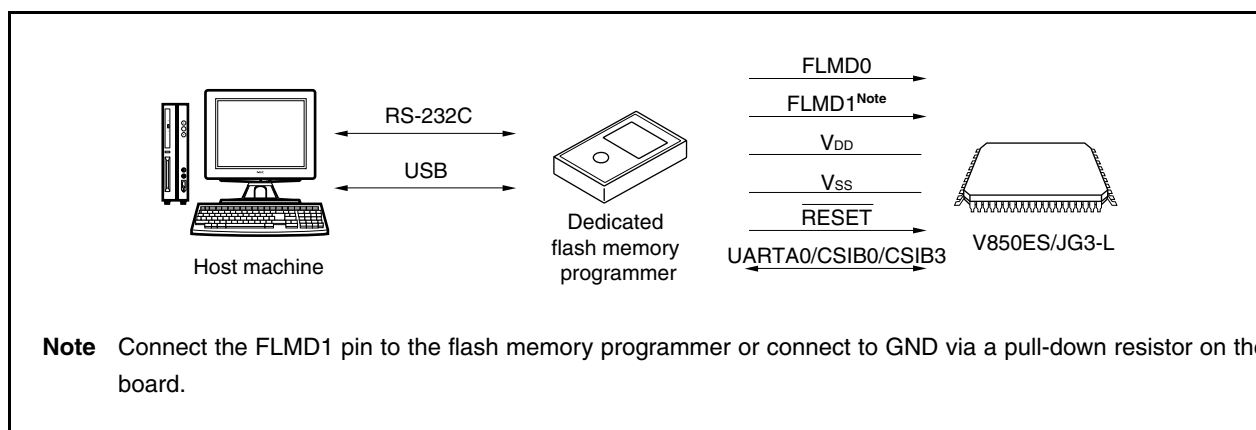 FLMD0
RS-232C
FLMD1Note
VDD
USB
VSS
RESET
Dedicated
flash memory
programmer
UARTA0/CSIB0/CSIB3
V850ES/JG3-L
Host machine
Note Connect the FLMD1 pin to the flash memory programmer or connect to GND via a pull-down resistor on the
board.